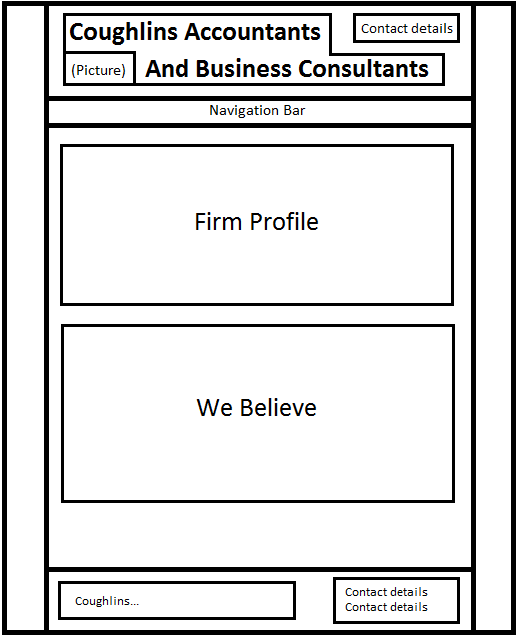 Coughlins Accountants
Contact details
(Picture)
And Business Consultants
Navigation Bar
Firm Profile
We Believe
Coughlins...
Contact details
Contact details